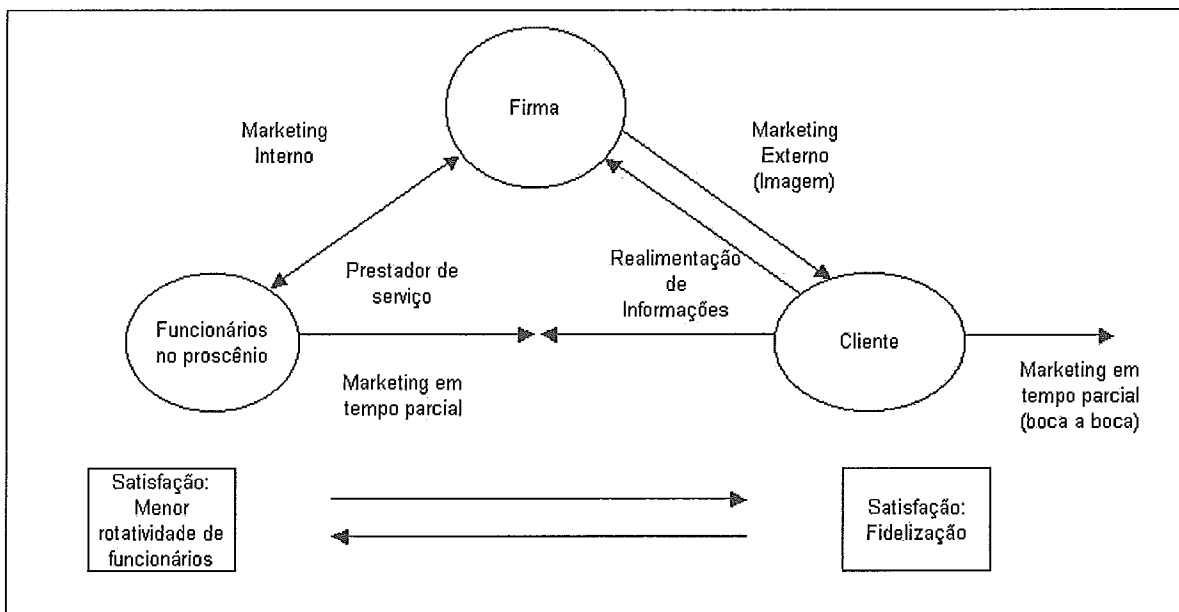 Firma
Marketing
Interno
Marketing
Externo
(Imagem)
Prestador de
serviço
Realimentação
de
Informações
Funcionários
no proscênio
Cliente
Marketing em
tempo parcial
Marketing em
tempo parcial
(boca a boca)
Satisfação:
Menor
rotatividade de
funcionários
Satisfação:
Fidelização